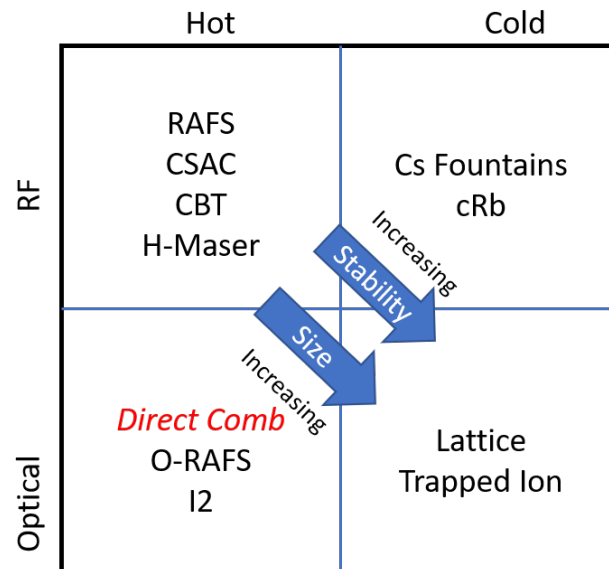 Hot
Cold
RF
RAFS
CSAC
CBT
H-Maser
Cs Fountains
cRb
Increasing
Stability
Size
Increasing
Optical
Direct Comb
O-RAFS
I2
Lattice
Trapped Ion